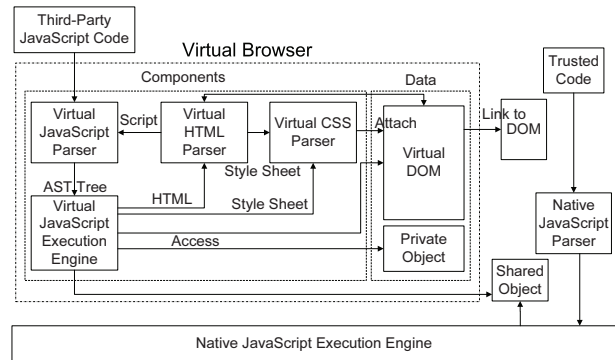 Third-Party
JavaScript Code
Virtual Browser
Components
Data
Trusted
Code
Virtual
JavaScript
Parser
Script
Virtual
HTML
Parser
Virtual CSS
Parser
Attach
Virtual
DOM
Link to
DOM
Style Sheet
AST Tree
HTML
Style Sheet
Virtual
JavaScript
Execution
Engine
Access
Private
Object
Native
JavaScript
Parser
Shared
Object
Native JavaScript Execution Engine